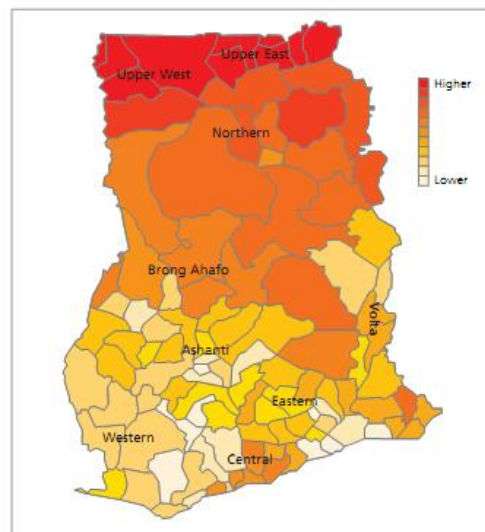 Upper East
Upper West
Higher
Northern
Lower
Brong Ahafo
Volta
Ashanti
Eastern
Western
Central